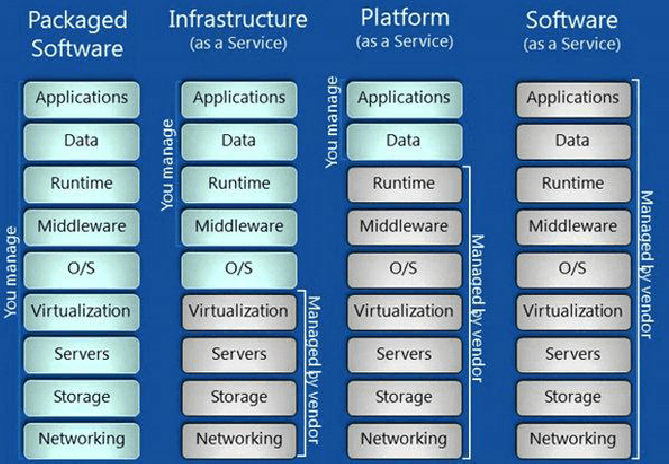 Packaged
Software
You manage
Applications
Data
Runtime
Middleware
O/S
Virtualization
Servers
Storage
Networking
Infrastructure
(as a Service)
You manage
Applications
Data
Runtime
Middleware
O/S
Virtualization
Servers
Storage
Networking
Managed by vendor
Platform
(as a Service)
You manage
Applications
Data
Runtime
Middleware
O/S
Virtualization
Servers
Storage
Networking
Managed by vendor
Software
(as a Service)
Applications
Data
Runtime
Middleware
O/S
Virtualization
Servers
Storage
Networking
Managed by vendor